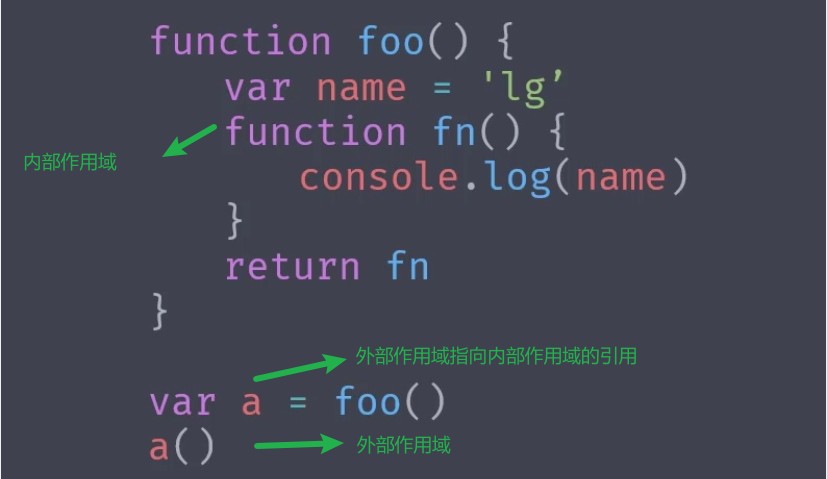 function foo() {
var name = 'lg’
function fn() {
内部作用域
console.log(name)
}
return fn
}
外部作用域指向内部作用域的引用
var a = foo()
a()
外部作用域